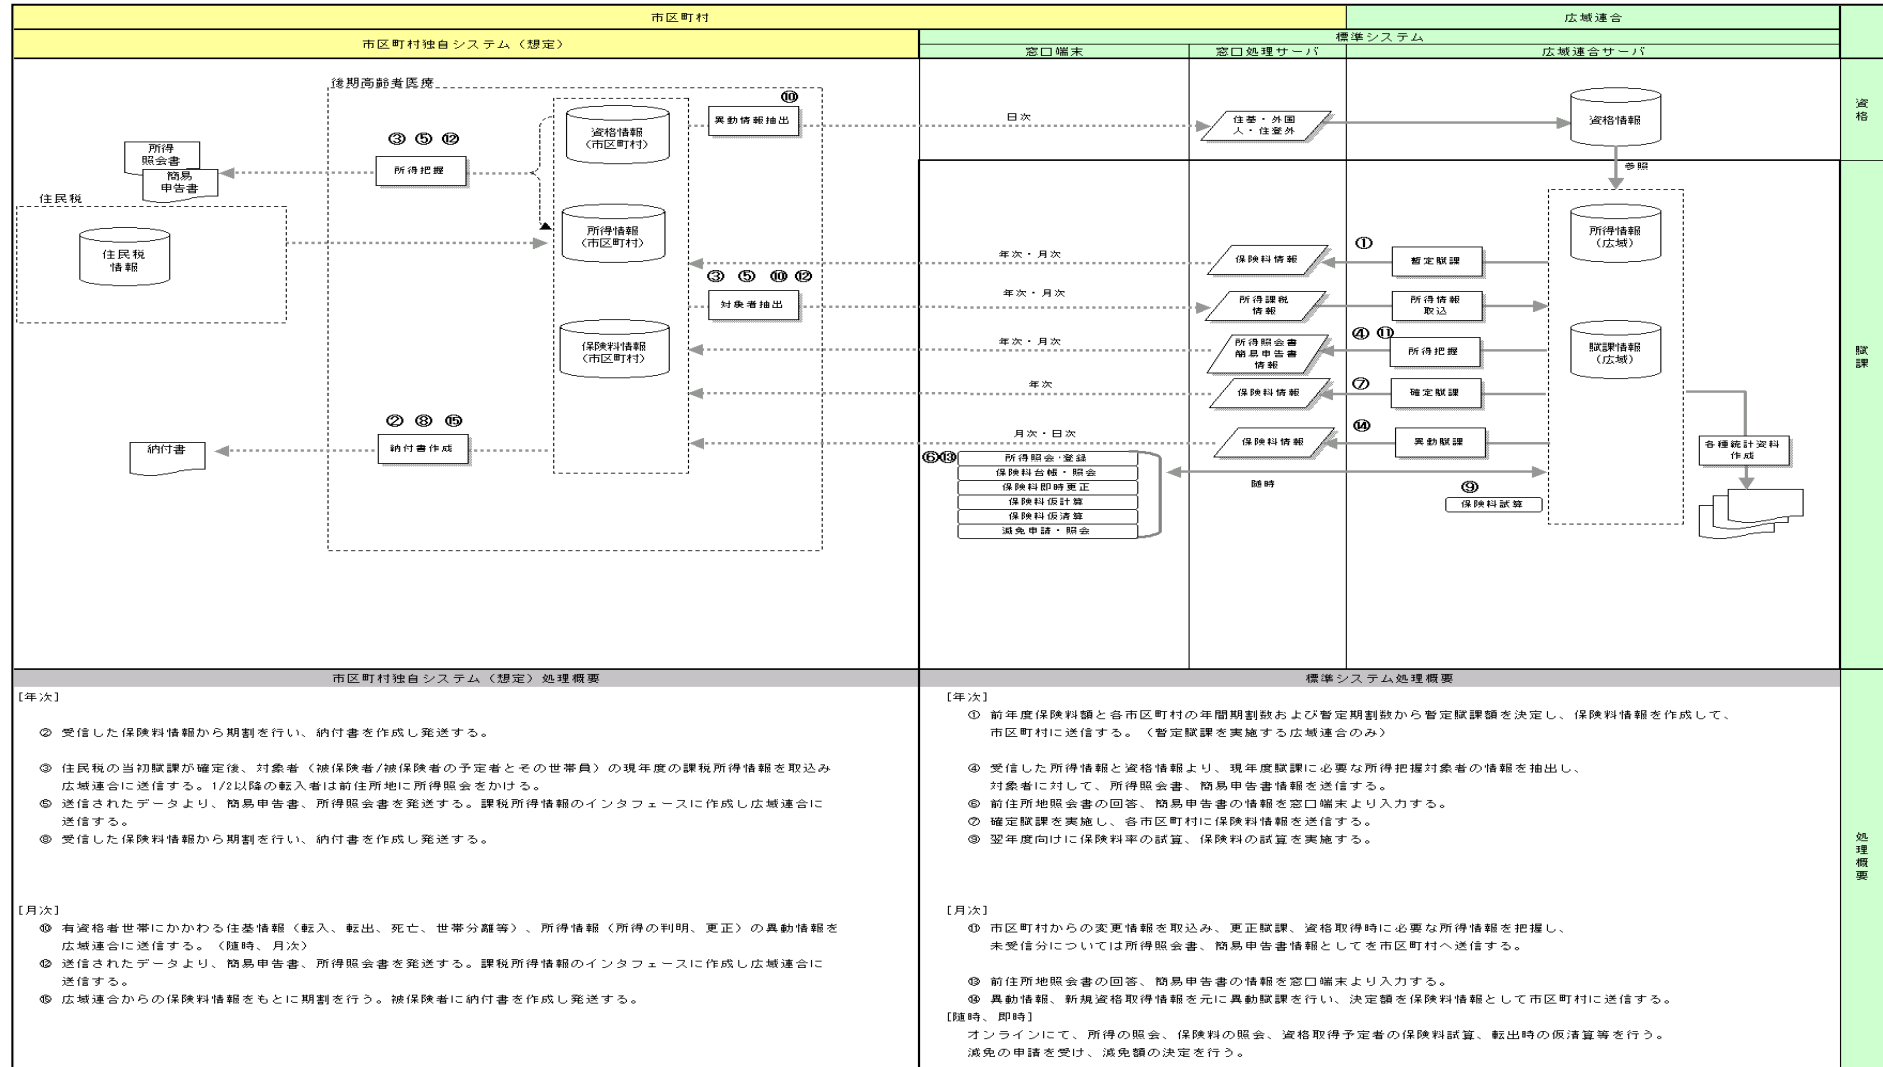 市区町村
広域連合
市区町村独自システム（想定）
標準システム
窓口端末
窓口処理サーバ
広域連合サーバ
資格
後期高齢者医療
⑩
異動情報抽出
日次
住基・外国
人・住登外
資格情報
資格情報
（市区町村）
③ ⑤ ⑫
所得把握
所得
照会書
簡易
申告書
参照
住民税
住民税
情報
所得情報
（市区町村）
所得情報
（広域）
年次・月次
保険料情報
①
暫定賦課
③ ⑤ ⑩ ⑫
対象者抽出
年次・月次
所得課税
情報
所得情報
取込
保険料情報
（市区町村）
年次・月次
所得照会書
簡易申告書
情報
④ ⑪
所得把握
賦課情報
（広域）
賦課
年次
保険料情報
⑦
確定賦課
② ⑧ ⑮
納付書作成
納付書
月次・日次
保険料情報
⑭
異動賦課
各種統計資料
作成
⑥⑬
所得照会・登録
保険料台帳・照会
保険料即時更正
保険料仮計算
保険料仮清算
減免申請・照会
随時
⑨
保険料試算
市区町村独自システム（想定）処理概要
[年次]
② 受信した保険料情報から期割を行い、納付書を作成し発送する。
③ 住民税の当初賦課が確定後、対象者（被保険者/被保険者の予定者とその世帯員）の現年度の課税所得情報を取込み
広域連合に送信する。1/2以降の転入者は前住所地に所得照会をかける。
⑤ 送信されたデータより、簡易申告書、所得照会書を発送する。課税所得情報のインタフェースに作成し広域連合に
送信する。
⑧ 受信した保険料情報から期割を行い、納付書を作成し発送する。
[月次]
⑩ 有資格者世帯にかかわる住基情報（転入、転出、死亡、世帯分離等）、所得情報（所得の判明、更正）の異動情報を
広域連合に送信する。（随時、月次）
⑫ 送信されたデータより、簡易申告書、所得照会書を発送する。課税所得情報のインタフェースに作成し広域連合に
送信する。
⑮ 広域連合からの保険料情報をもとに期割を行う。被保険者に納付書を作成し発送する。
標準システム処理概要
[年次]
① 前年度保険料額と各市区町村の年間期割数および暫定期割数から暫定賦課額を決定し、保険料情報を作成して、
市区町村に送信する。（暫定賦課を実施する広域連合のみ）
④ 受信した所得情報と資格情報より、現年度賦課に必要な所得把握対象者の情報を抽出し、
対象者に対して、所得照会書、簡易申告書情報を送信する。
⑥ 前住所地照会書の回答、簡易申告書の情報を窓口端末より入力する。
⑦ 確定賦課を実施し、各市区町村に保険料情報を送信する。
⑨ 翌年度向けに保険料率の試算、保険料の試算を実施する。
[月次]
⑪ 市区町村からの変更情報を取込み、更正賦課、資格取得時に必要な所得情報を把握し、
未受信分については所得照会書、簡易申告書情報としてを市区町村へ送信する。
⑬ 前住所地照会書の回答、簡易申告書の情報を窓口端末より入力する。
⑭ 異動情報、新規資格取得情報を元に異動賦課を行い、決定額を保険料情報として市区町村に送信する。
[随時、即時]
オンラインにて、所得の照会、保険料の照会、資格取得予定者の保険料試算、転出時の仮清算等を行う。
減免の申請を受け、減免額の決定を行う。
処理概要